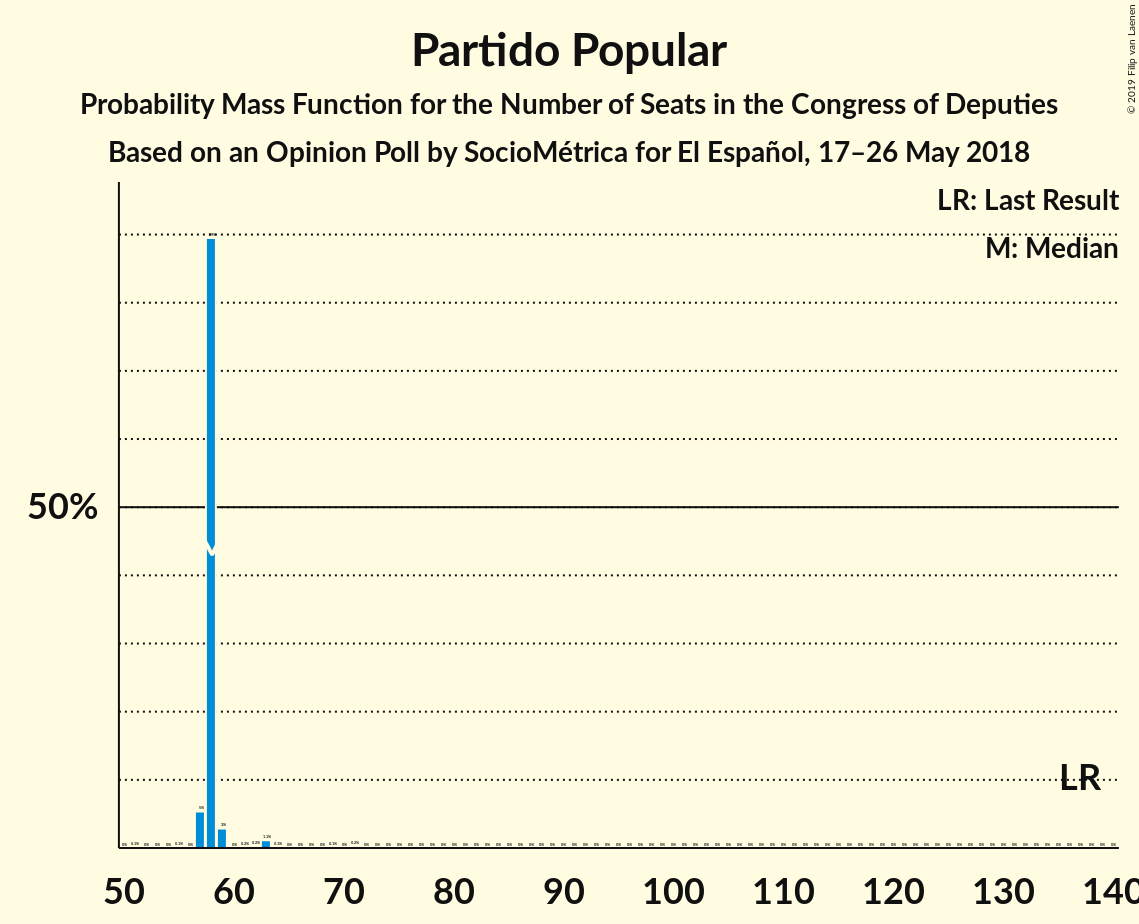 Partido Popular
Probability Mass Function for the Number of Seats in the Congress of Deputies
Based on an Opinion Poll by SocioMétrica for El Español, 17–26 May 2018
© 2019 Filip van Laenen
LR: Last Result
M: Median
50%
M
LR
50 60 70 80 90 100 110 120 130 140